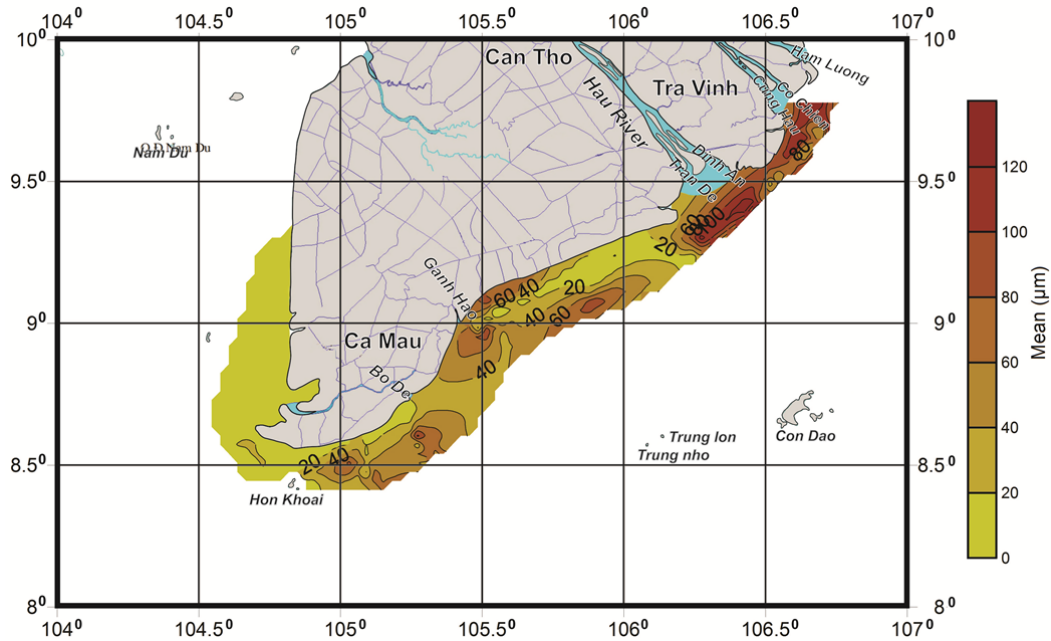 104⁰ 104.5⁰ 105⁰ 105.5⁰ 106⁰ 106.5⁰ 107⁰
10⁰ 10⁰
Can Tho
Ham Luong
Tra Vinh
Co Chien
Cung Hau
Hau River
80
120
Nam Du
Q.D.Nam Du
Dinh An
Tran De
9.5⁰ 9.5⁰
100
80
60
100
20
Mean (μm)
Ganh Hao
60 40 20
80
40 60
9⁰ 9⁰
Ca Mau
60
Bo De
40
40
Con Dao
Trung lon
Trung nho
20 40
20
8.5⁰ 8.5⁰
Hon Khoai
0
8⁰ 8⁰
104⁰ 104.5⁰ 105⁰ 105.5⁰ 106⁰ 106.5⁰ 107⁰